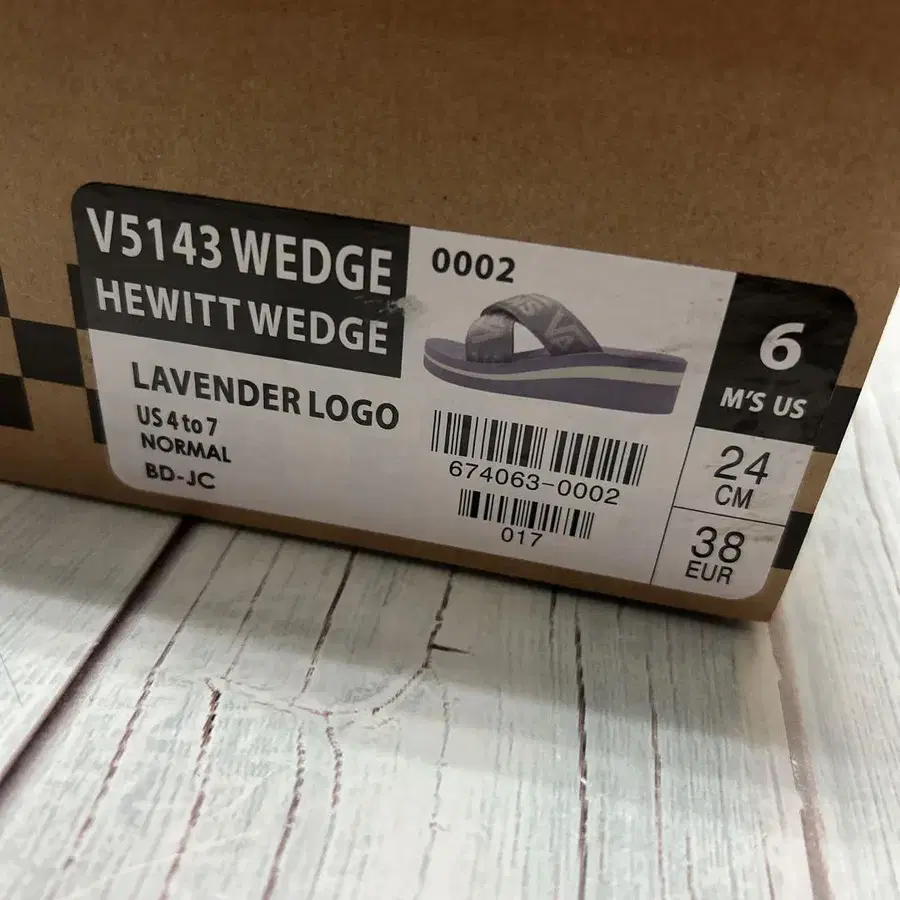 V5143 WEDGE
HEWITT WEDGE
LAVENDER LOGO
US 4 to 7
NORMAL
BD-JC
0002
674063-0002
017
6
M'S US
24
CM
38
EUR